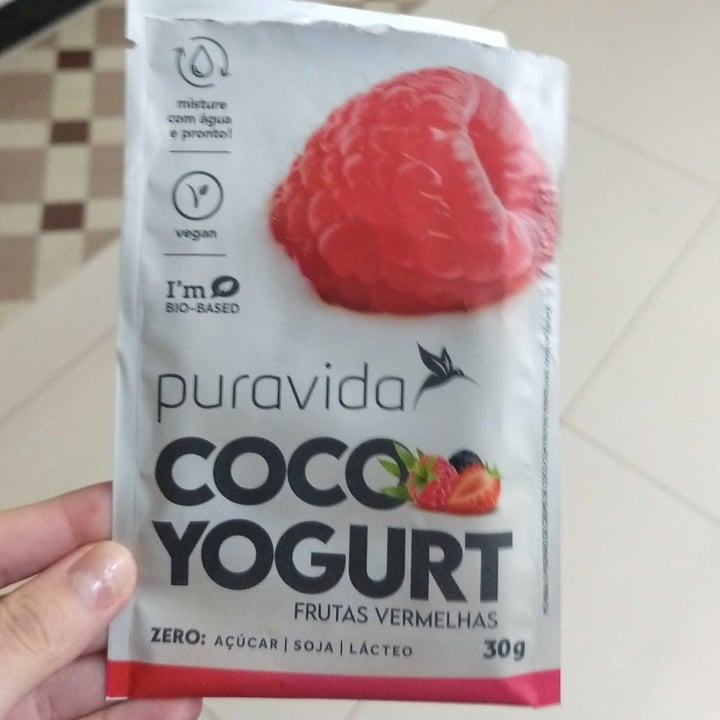 misture
com água
e pronto!
vegan
I'm
BIO-BASED
puravida
COCO
YOGURT
FRUTAS VERMELHAS
ZERO: AÇÚCAR | SOJA | LÁCTEO
30g